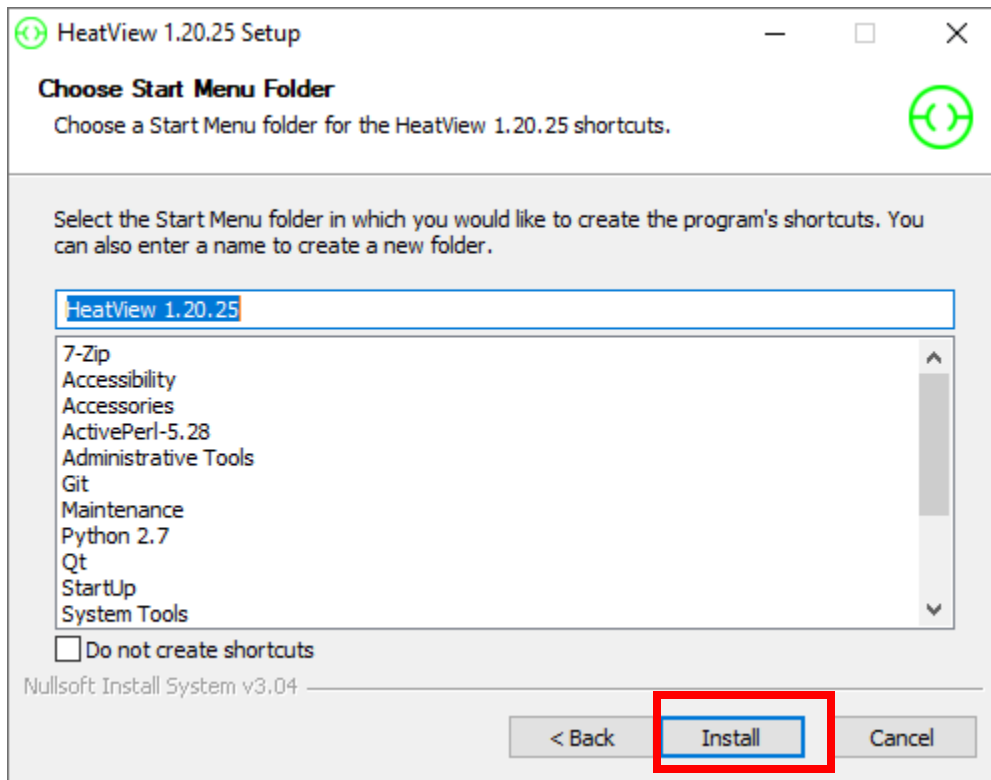 HeatView 1.20.25 Setup
Choose Start Menu Folder
Choose a Start Menu folder for the HeatView 1.20.25 shortcuts.
Select the Start Menu folder in which you would like to create the program's shortcuts. You
can also enter a name to create a new folder.
HeatView 1.20.25
7-Zip
Accessibility
Accessories
ActivePerl-5.28
Administrative Tools
Git
Maintenance
Python 2.7
Qt
StartUp
System Tools
Do not create shortcuts
Nullsoft Install System v3.04
< Back Install Cancel